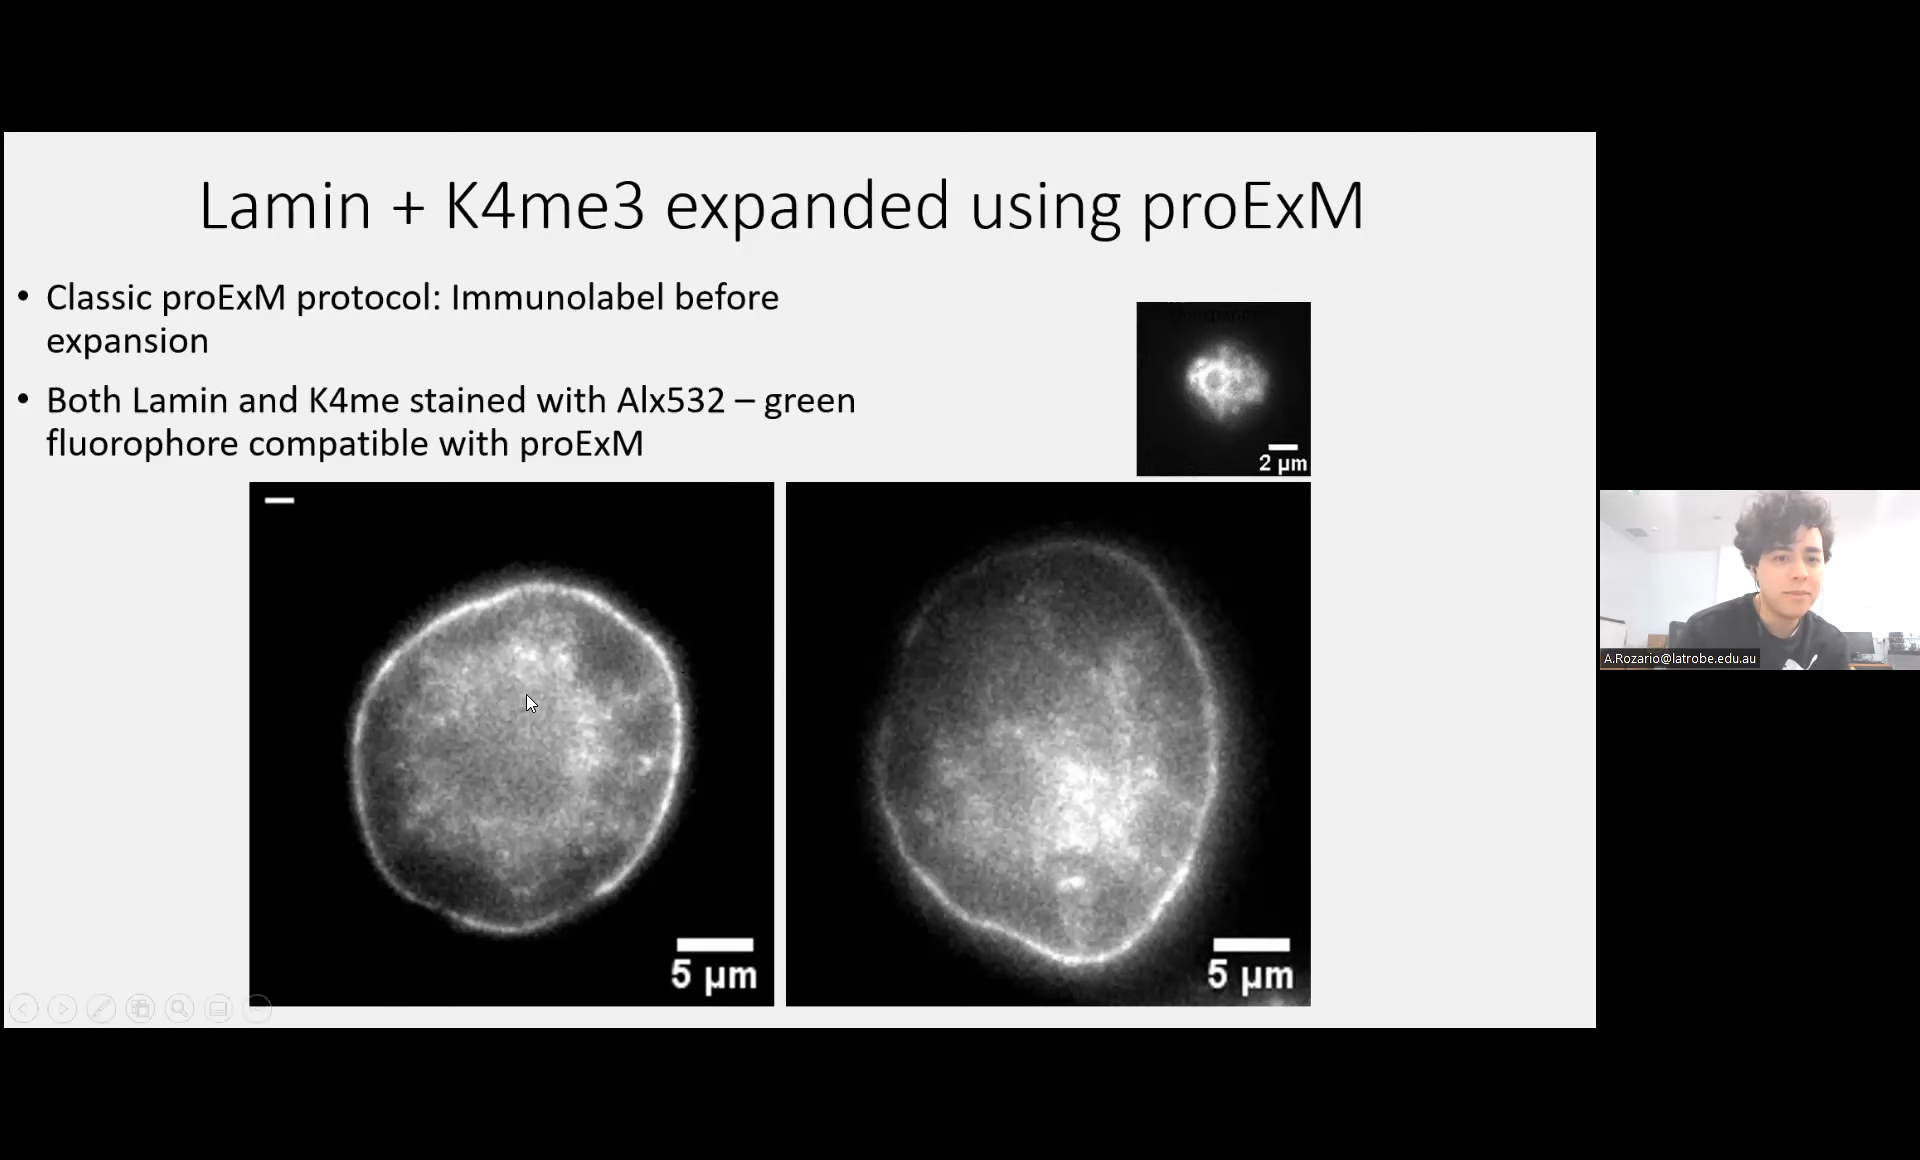 Lamin + K4me3 expanded using proExM
• Classic proExM protocol: Immunolabel before
expansion
• Both Lamin and K4me stained with Alx532 – green
fluorophore compatible with proExM
2 µm
5 µm
5 µm
A.Rozario@latrobe.edu.au